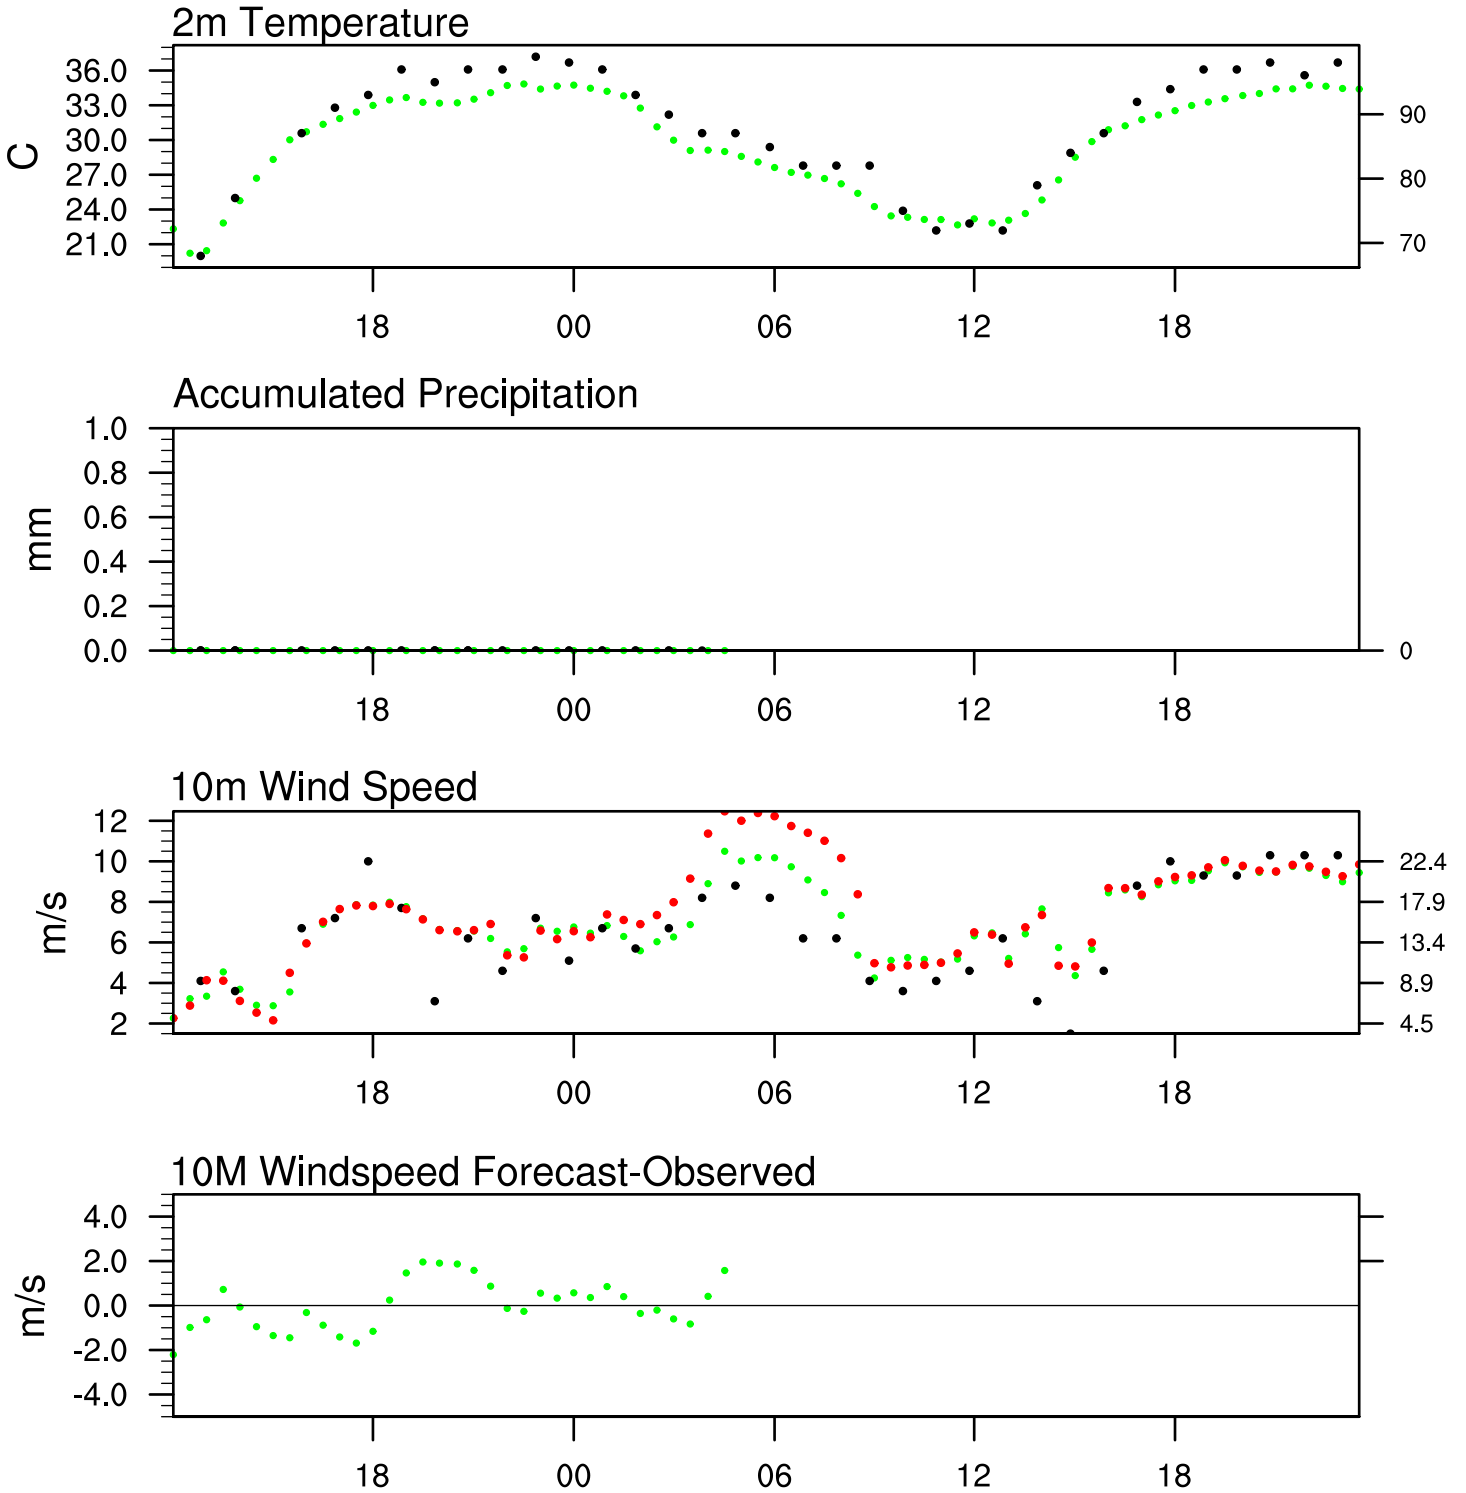 2m Temperature
36.0
33.0
30.0
27.0
24.0
21.0
C
90
80
70
18 00 06 12 18
Accumulated Precipitation
1.0
0.8
0.6
0.4
0.2
0.0
mm
0
18 00 06 12 18
10m Wind Speed
12
10
8
6
4
2
m/s
22.4
17.9
13.4
8.9
4.5
18 00 06 12 18
10M Windspeed Forecast-Observed
4.0
2.0
0.0
-2.0
-4.0
m/s
18 00 06 12 18